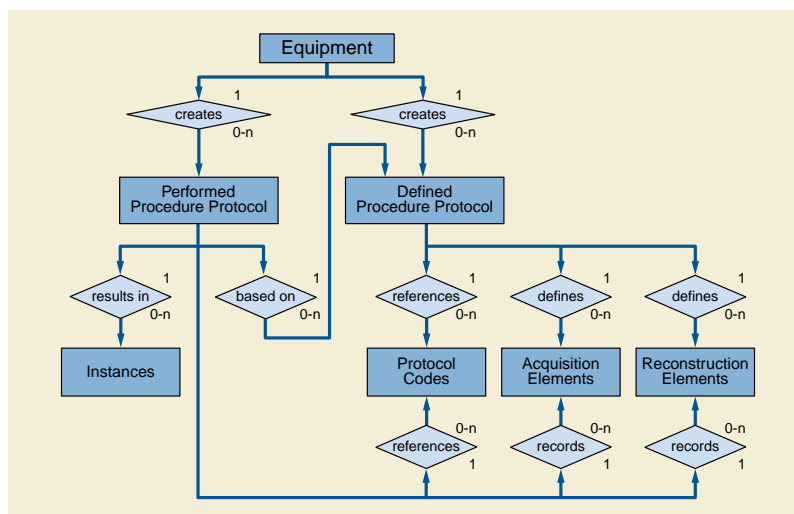 Equipment
1
1
creates
creates
0-n
0-n
Performed
Procedure Protocol
Defined
Procedure Protocol
1
1
1
1
1
results in
based on
references
defines
defines
0-n
0-n
0-n
0-n
0-n
Instances
Protocol
Codes
Acquisition
Elements
Reconstruction
Elements
0-n
0-n
0-n
references
records
records
1
1
1